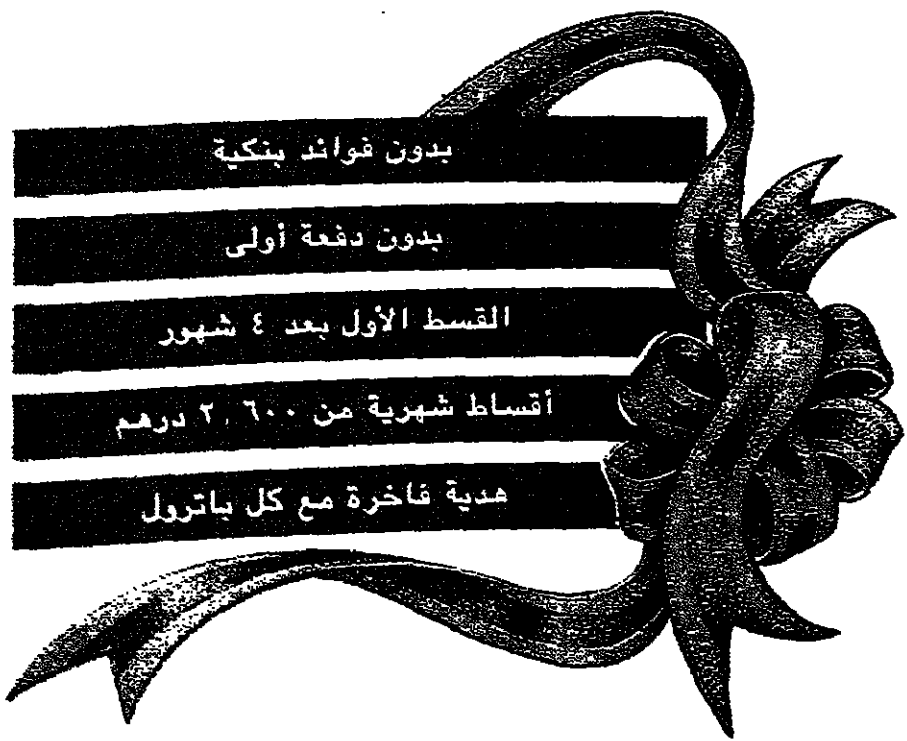 بدون فوائد بنكية
بدون دفعة أولى
القسط الأول بعد ٤ شهور
أقساط شهرية من ٢,٦٠٠ درهم
هدية فاخرة مع كل باترول